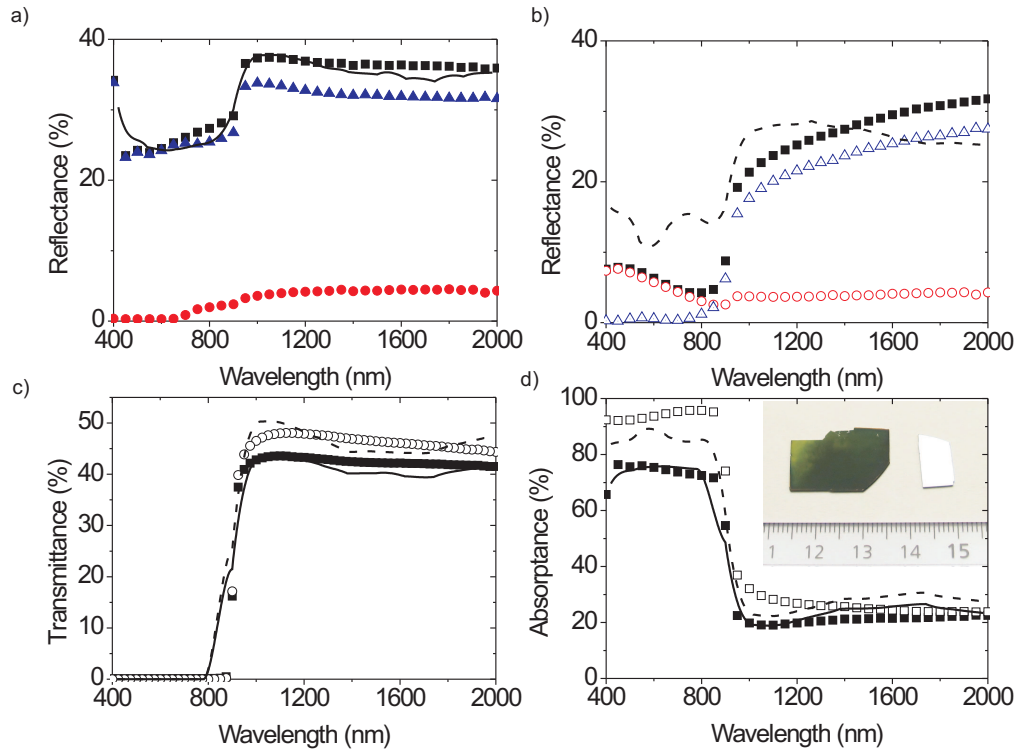 a)
40
20
0
Reflectance (%)
400 800 1200 1600 2000
Wavelength (nm)
b)
40
30
20
10
0
Reflectance (%)
400 800 1200 1600 2000
Wavelength (nm)
c)
50
40
30
20
10
0
Transmittance (%)
400 800 1200 1600 2000
Wavelength (nm)
d)
100
80
60
40
20
0
Absorptance (%)
1 12 13 14 15
400 800 1200 1600 2000
Wavelength (nm)